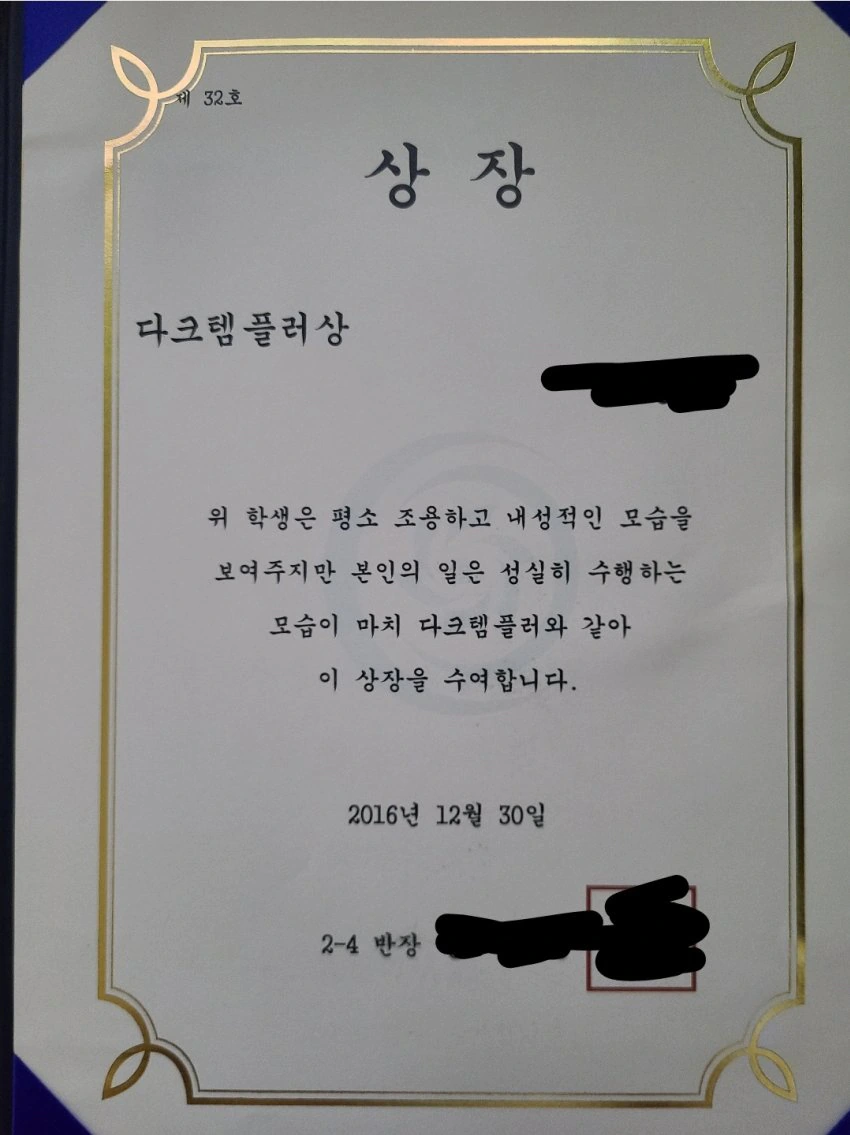 제 32호
상 장
다크템플러상
위 학생은 평소 조용하고 내성적인 모습을
보여주지만 본인의 일은 성실히 수행하는
모습이 마치 다크템플러와 같아
이 상장을 수여합니다.
2016년 12월 30일
2-4 반장